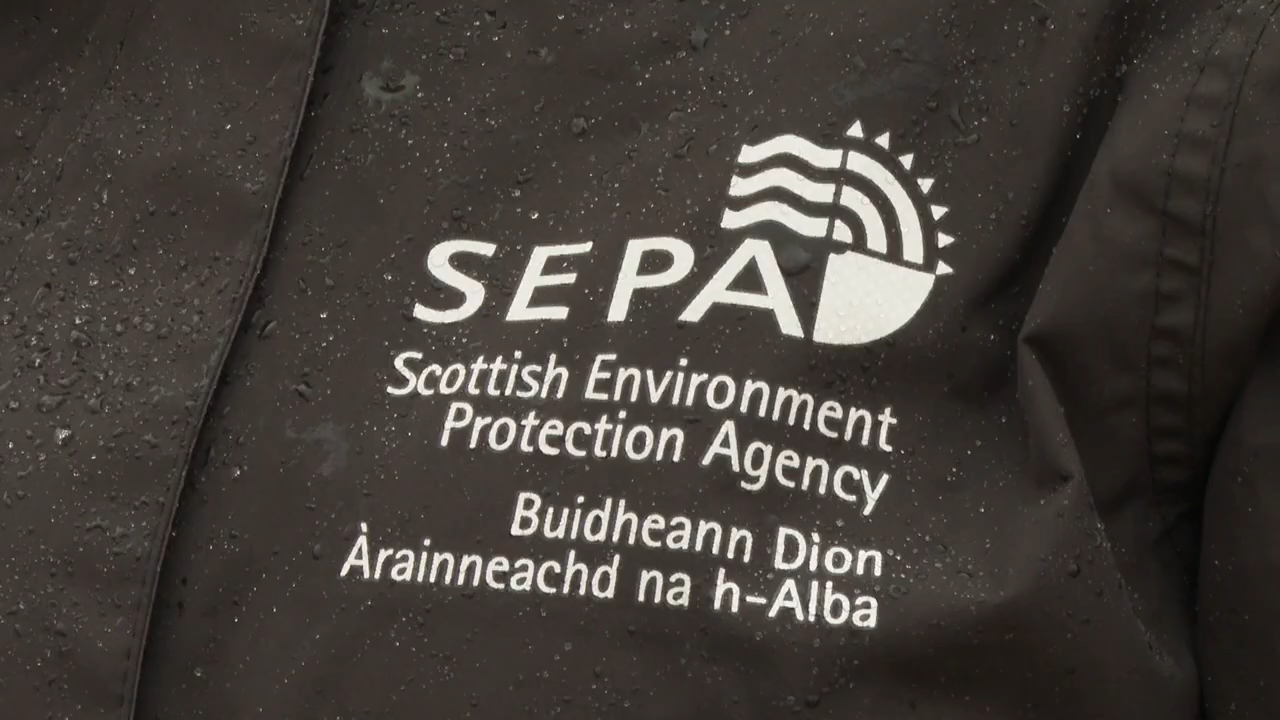 SEPA
Scottish Environment
Protection Agency
Buidheann Dìon
Àrainneachd na h-Alba